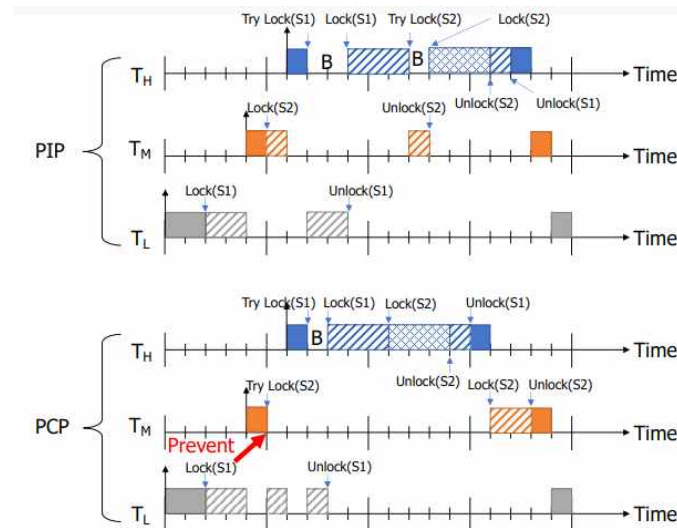 Try Lock(S1) Lock(S1) Try Lock(S2) Lock(S2)
B B
T_H Time
Unlock(S2) Unlock(S1)
Lock(S2) Unlock(S2)
PIP
T_M Time
Lock(S1) Unlock(S1)
T_L Time
Try Lock(S1) Lock(S1) Lock(S2) Unlock(S1)
B
T_H Time
Unlock(S2)
Try Lock(S2) Lock(S2) Unlock(S2)
PCP
T_M Time
Prevent
Lock(S1) Unlock(S1)
T_L Time